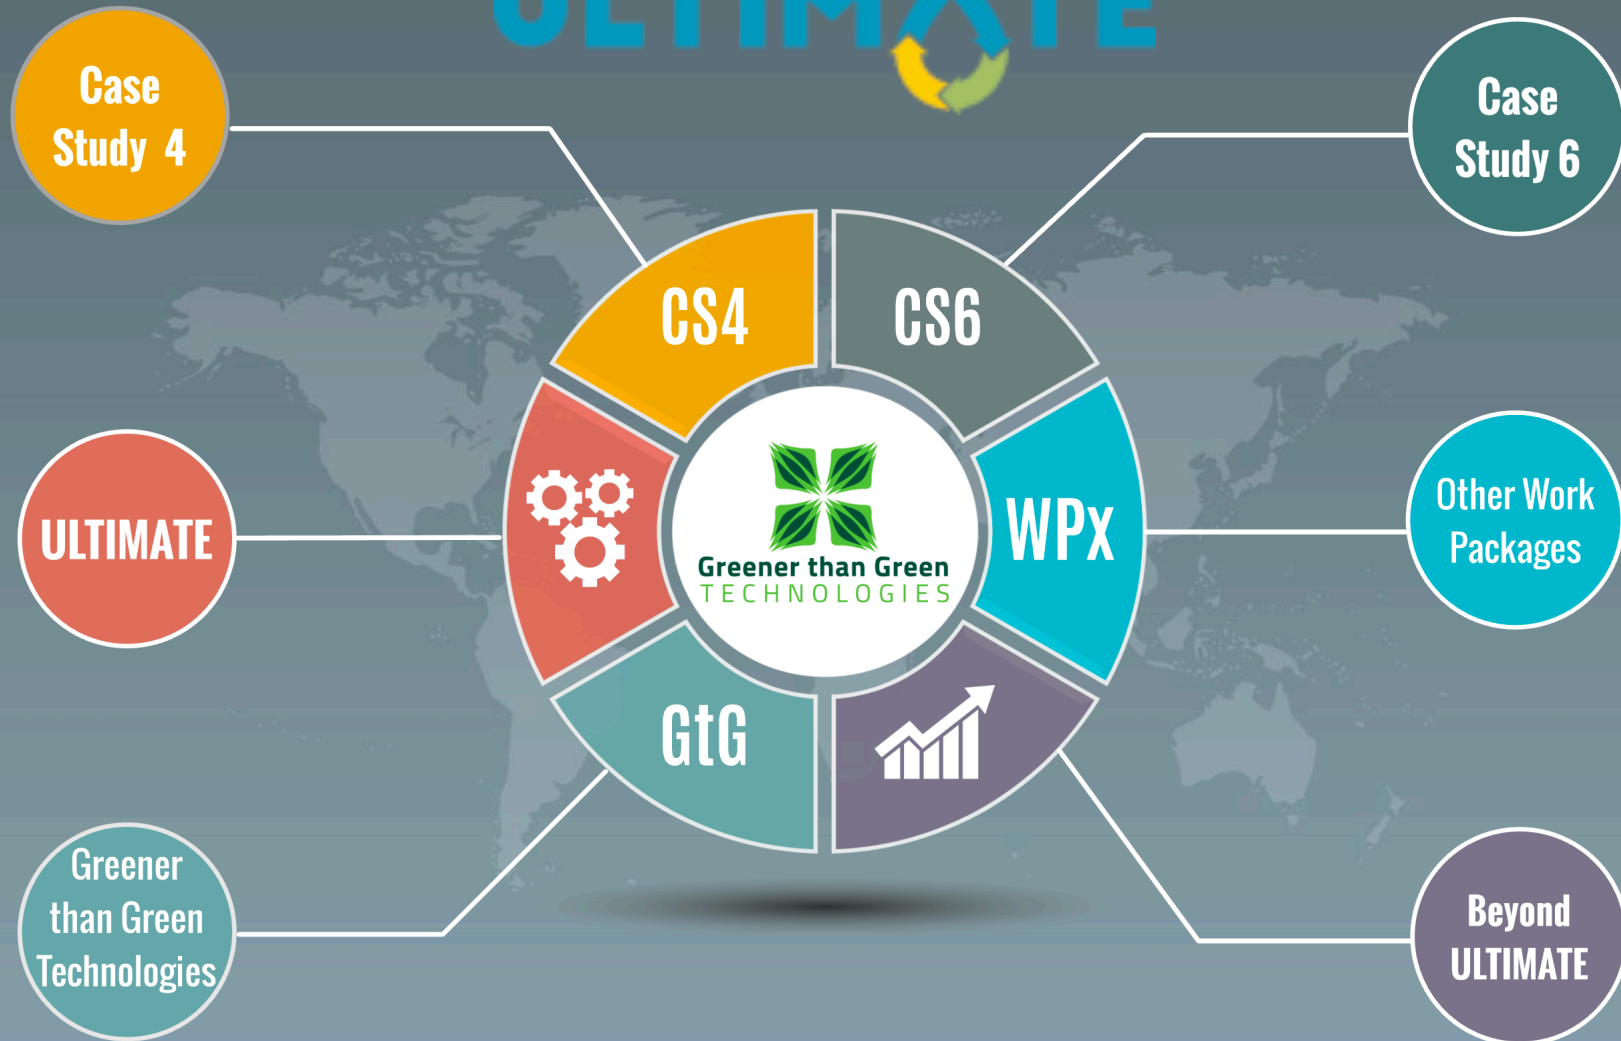 ULTIMATE
Case
Study 4
Case
Study 6
CS4
CS6
ULTIMATE
WPx
Other Work
Packages
Greener than Green
TECHNOLOGIES
GtG
Greener
than Green
Technologies
Beyond
ULTIMATE